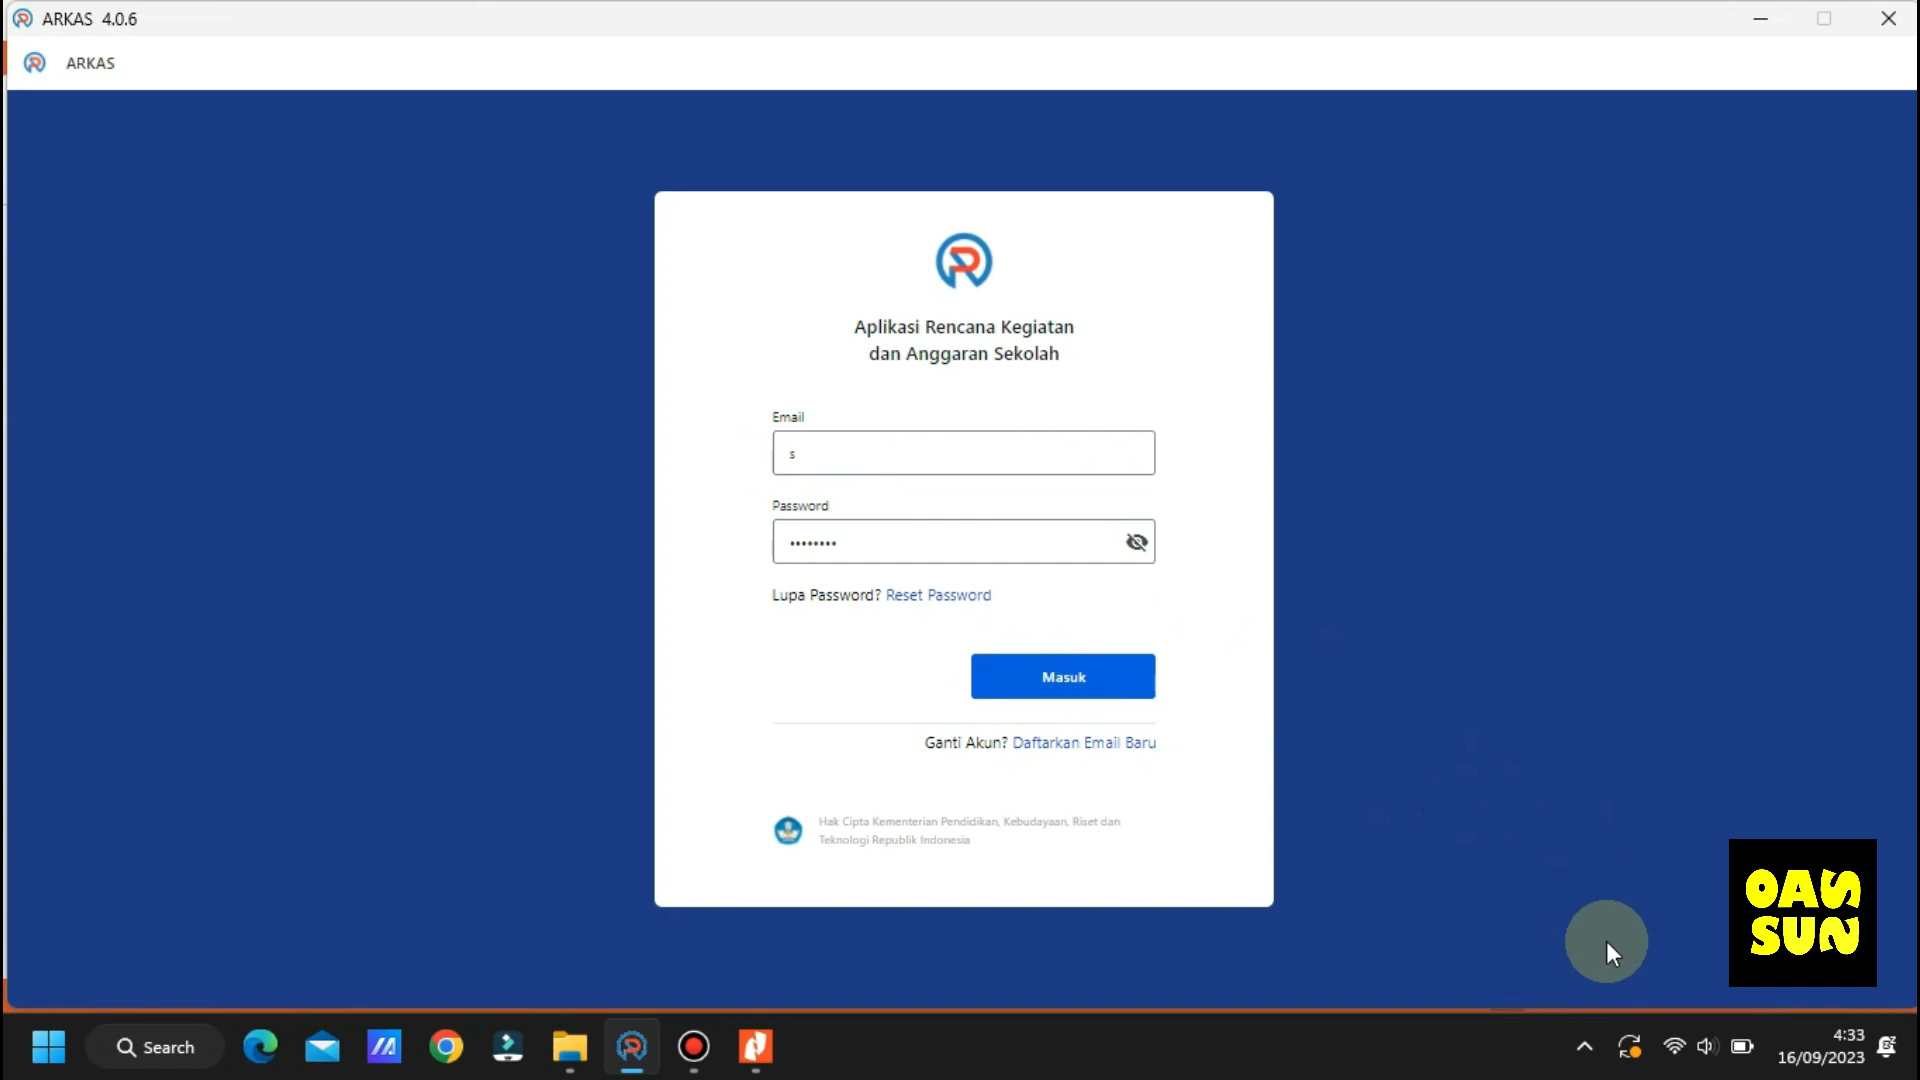 ARKAS 4.0.6
ARKAS
Aplikasi Rencana Kegiatan
dan Anggaran Sekolah
Email
s
Password
••••••••
Lupa Password? Reset Password
Masuk
Ganti Akun? Daftarkan Email Baru
Hak Cipta Kementerian Pendidikan, Kebudayaan, Riset dan
Teknologi Republik Indonesia
OAS
SUN
Search
4:33
16/09/2023